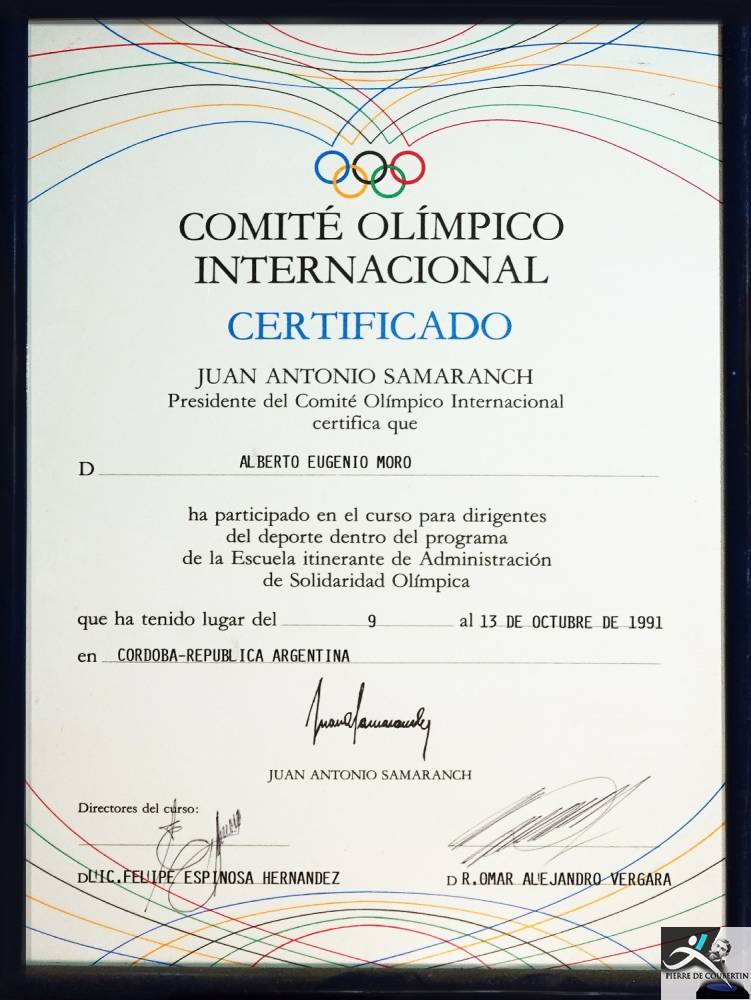 COMITÉ OLÍMPICO
INTERNACIONAL
CERTIFICADO
JUAN ANTONIO SAMARANCH
Presidente del Comité Olímpico Internacional
certifica que
D ALBERTO EUGENIO MORO
ha participado en el curso para dirigentes
del deporte dentro del programa
de la Escuela itinerante de Administración
de Solidaridad Olímpica
que ha tenido lugar del 9 al 13 DE OCTUBRE DE 1991
en CORDOBA-REPUBLICA ARGENTINA
JUAN ANTONIO SAMARANCH
Directores del curso:
D LIC.FELIPE ESPINOSA HERNANDEZ
D R.OMAR ALEJANDRO VERGARA
PIERRE DE COUBERTIN